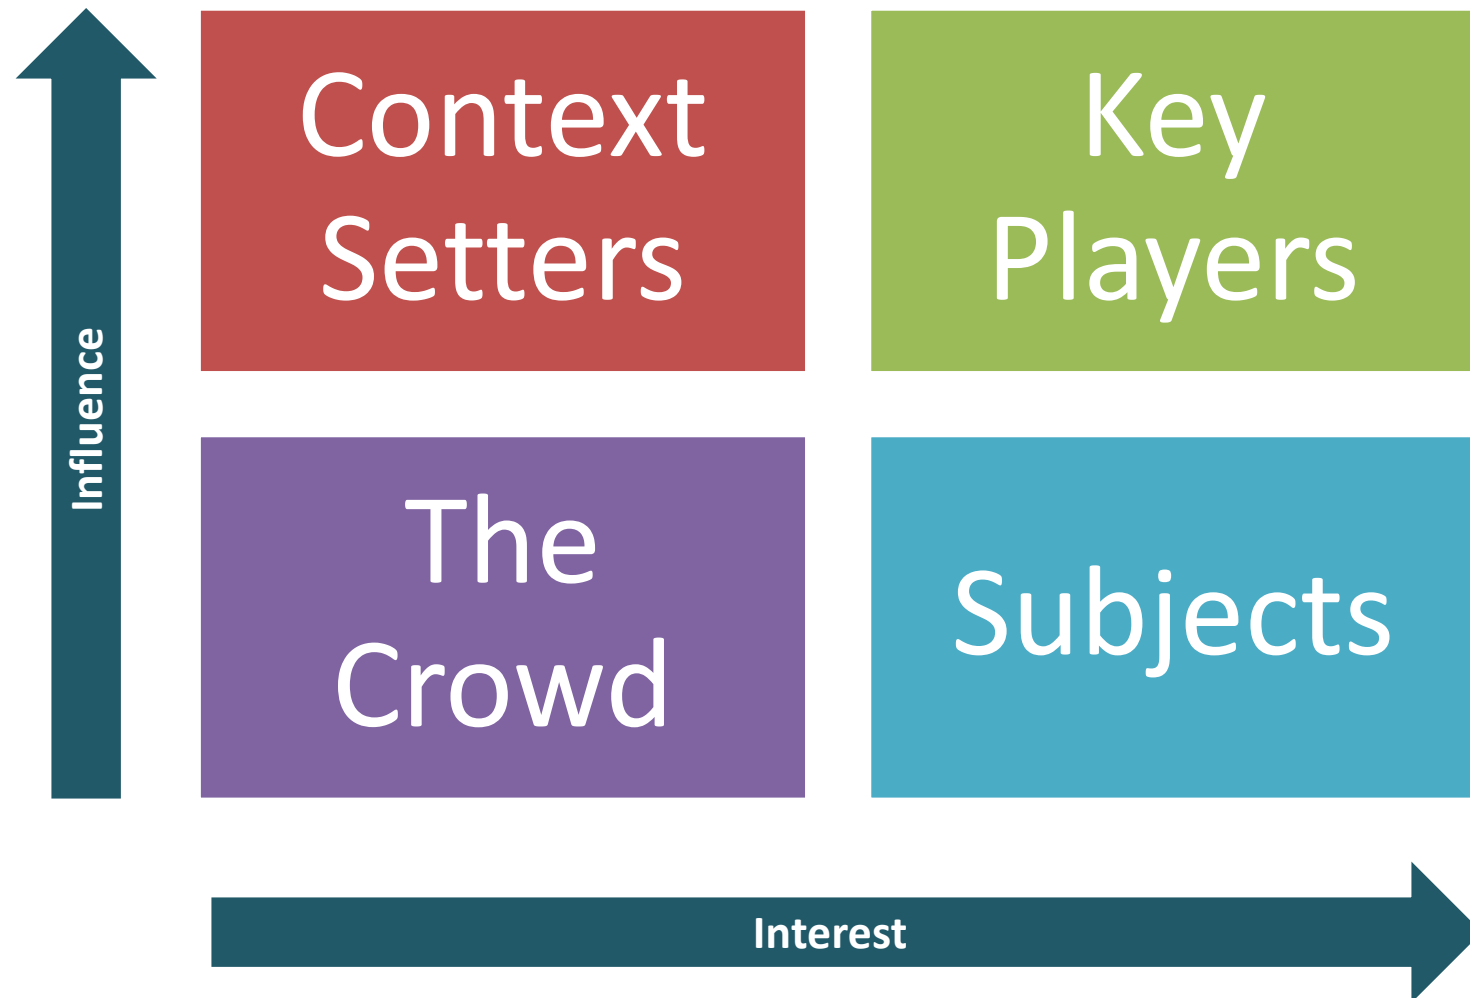 Context
Setters
Key
Players
Influence
The
Crowd
Subjects
Interest